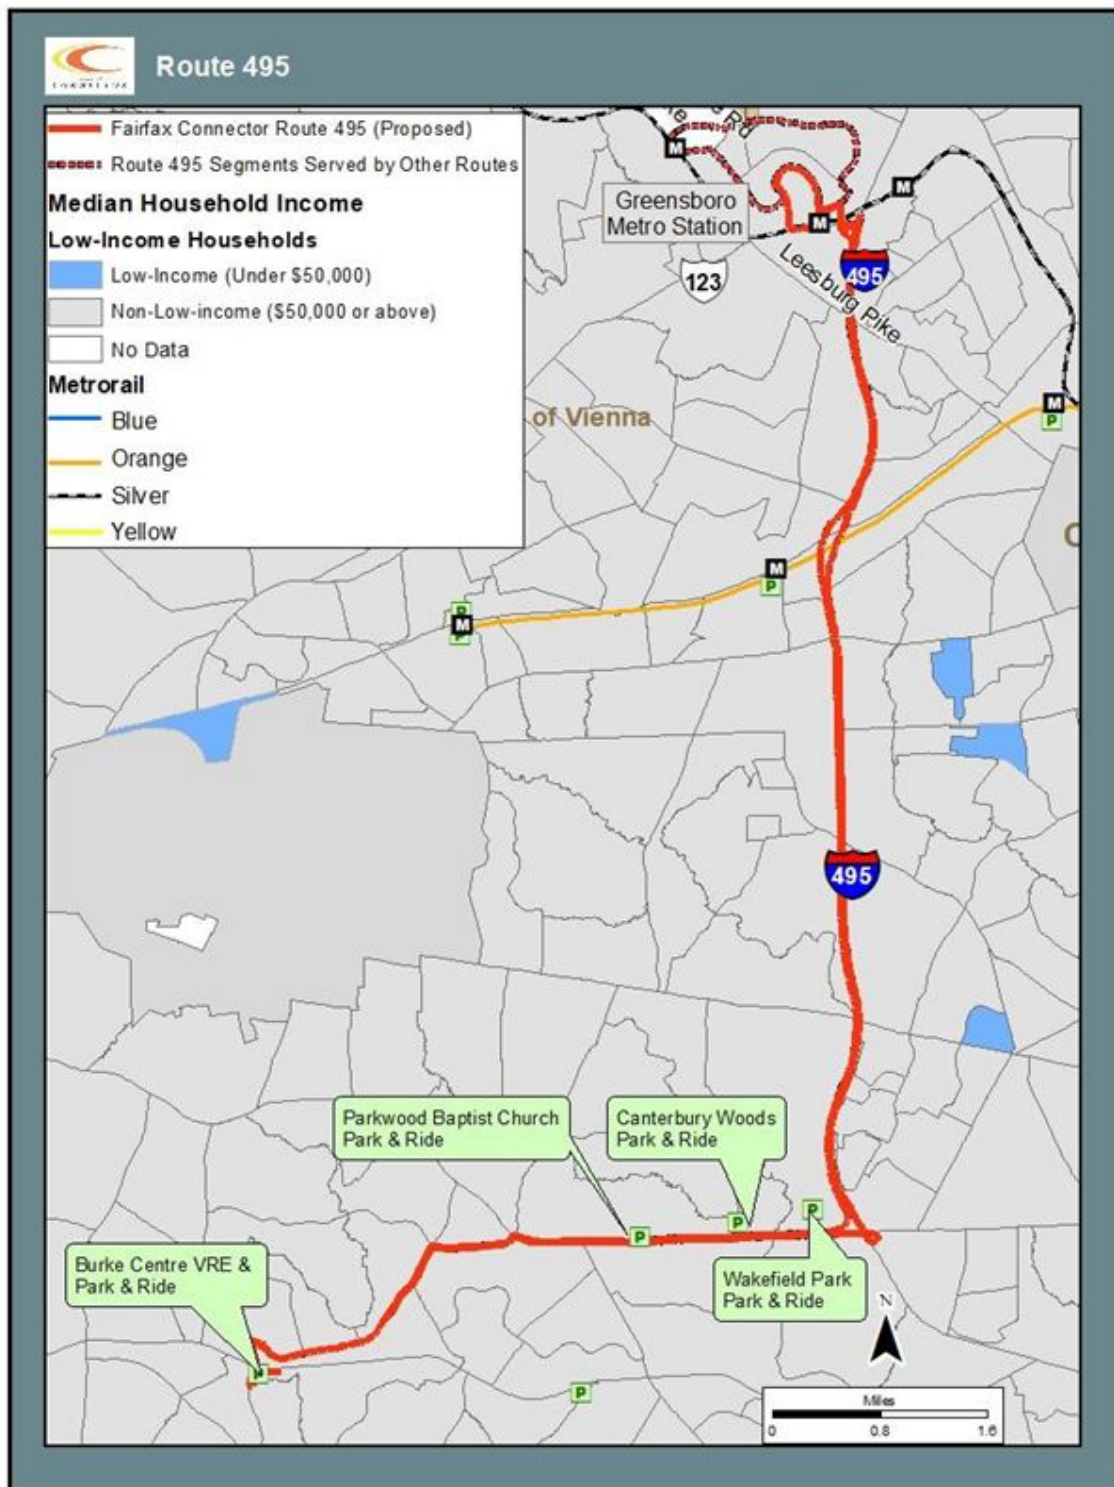 Route 495
Fairfax Connector Route 495 (Proposed)
Route 495 Segments Served by Other Routes
Median Household Income
Low-Income Households
Low-Income (Under $50,000)
Non-Low-income ($50,000 or above)
No Data
Metrorail
Blue
Orange
Silver
Yellow
Rd
M
M
M
Greensboro
Metro Station
123
495
Leesburg Pike
of Vienna
M
P
M
P
P
M
P
495
Parkwood Baptist Church
Park & Ride
Canterbury Woods
Park & Ride
P
P
P
Burke Centre VRE &
Park & Ride
Wakefield Park
Park & Ride
N
P
Miles
0 0.8 1.6